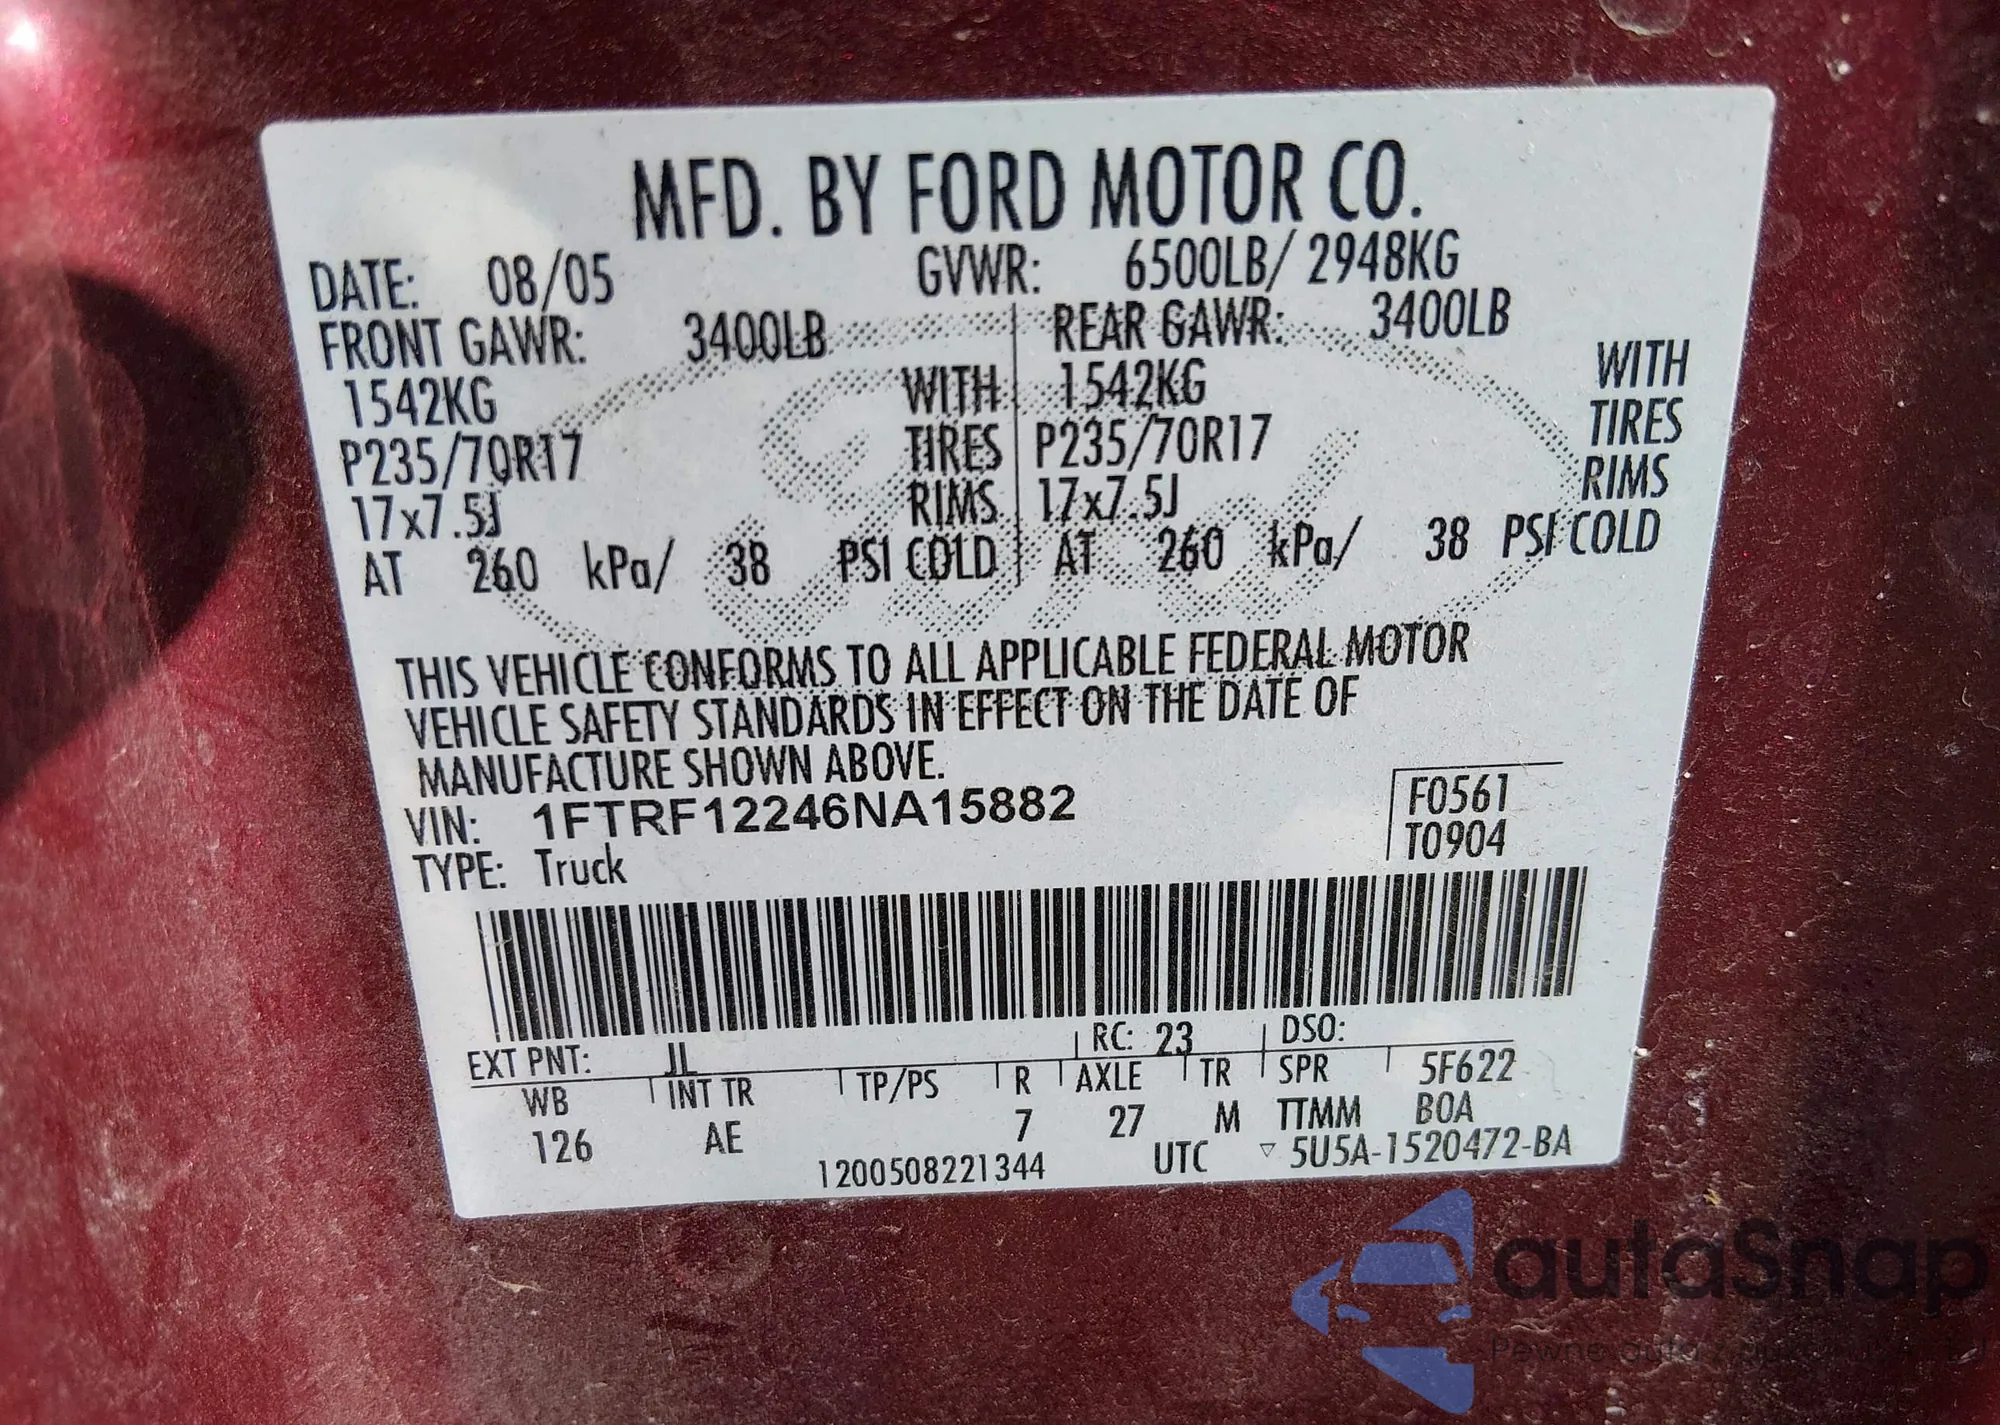 MFD. BY FORD MOTOR CO.
DATE: 08/05 GVWR: 6500LB/ 2948KG
FRONT GAWR: 3400LB REAR GAWR: 3400LB
1542KG WITH 1542KG WITH
P235/70R17 TIRES P235/70R17 TIRES
17x7.5J RIMS 17x7.5J RIMS
AT 260 kPa/ 38 PSI COLD AT 260 kPa/ 38 PSI COLD
THIS VEHICLE CONFORMS TO ALL APPLICABLE FEDERAL MOTOR
VEHICLE SAFETY STANDARDS IN EFFECT ON THE DATE OF
MANUFACTURE SHOWN ABOVE.
VIN: 1FTRF12246NA15882 F0561
TYPE: Truck T0904
EXT PNT: JL RC: 23 DSO:
WB INT TR TP/PS R AXLE TR SPR 5F622
126 AE 7 27 M TTMM BOA
1200508221344 UTC ▽ 5U5A-1520472-BA
autaSnap
Pewne auta